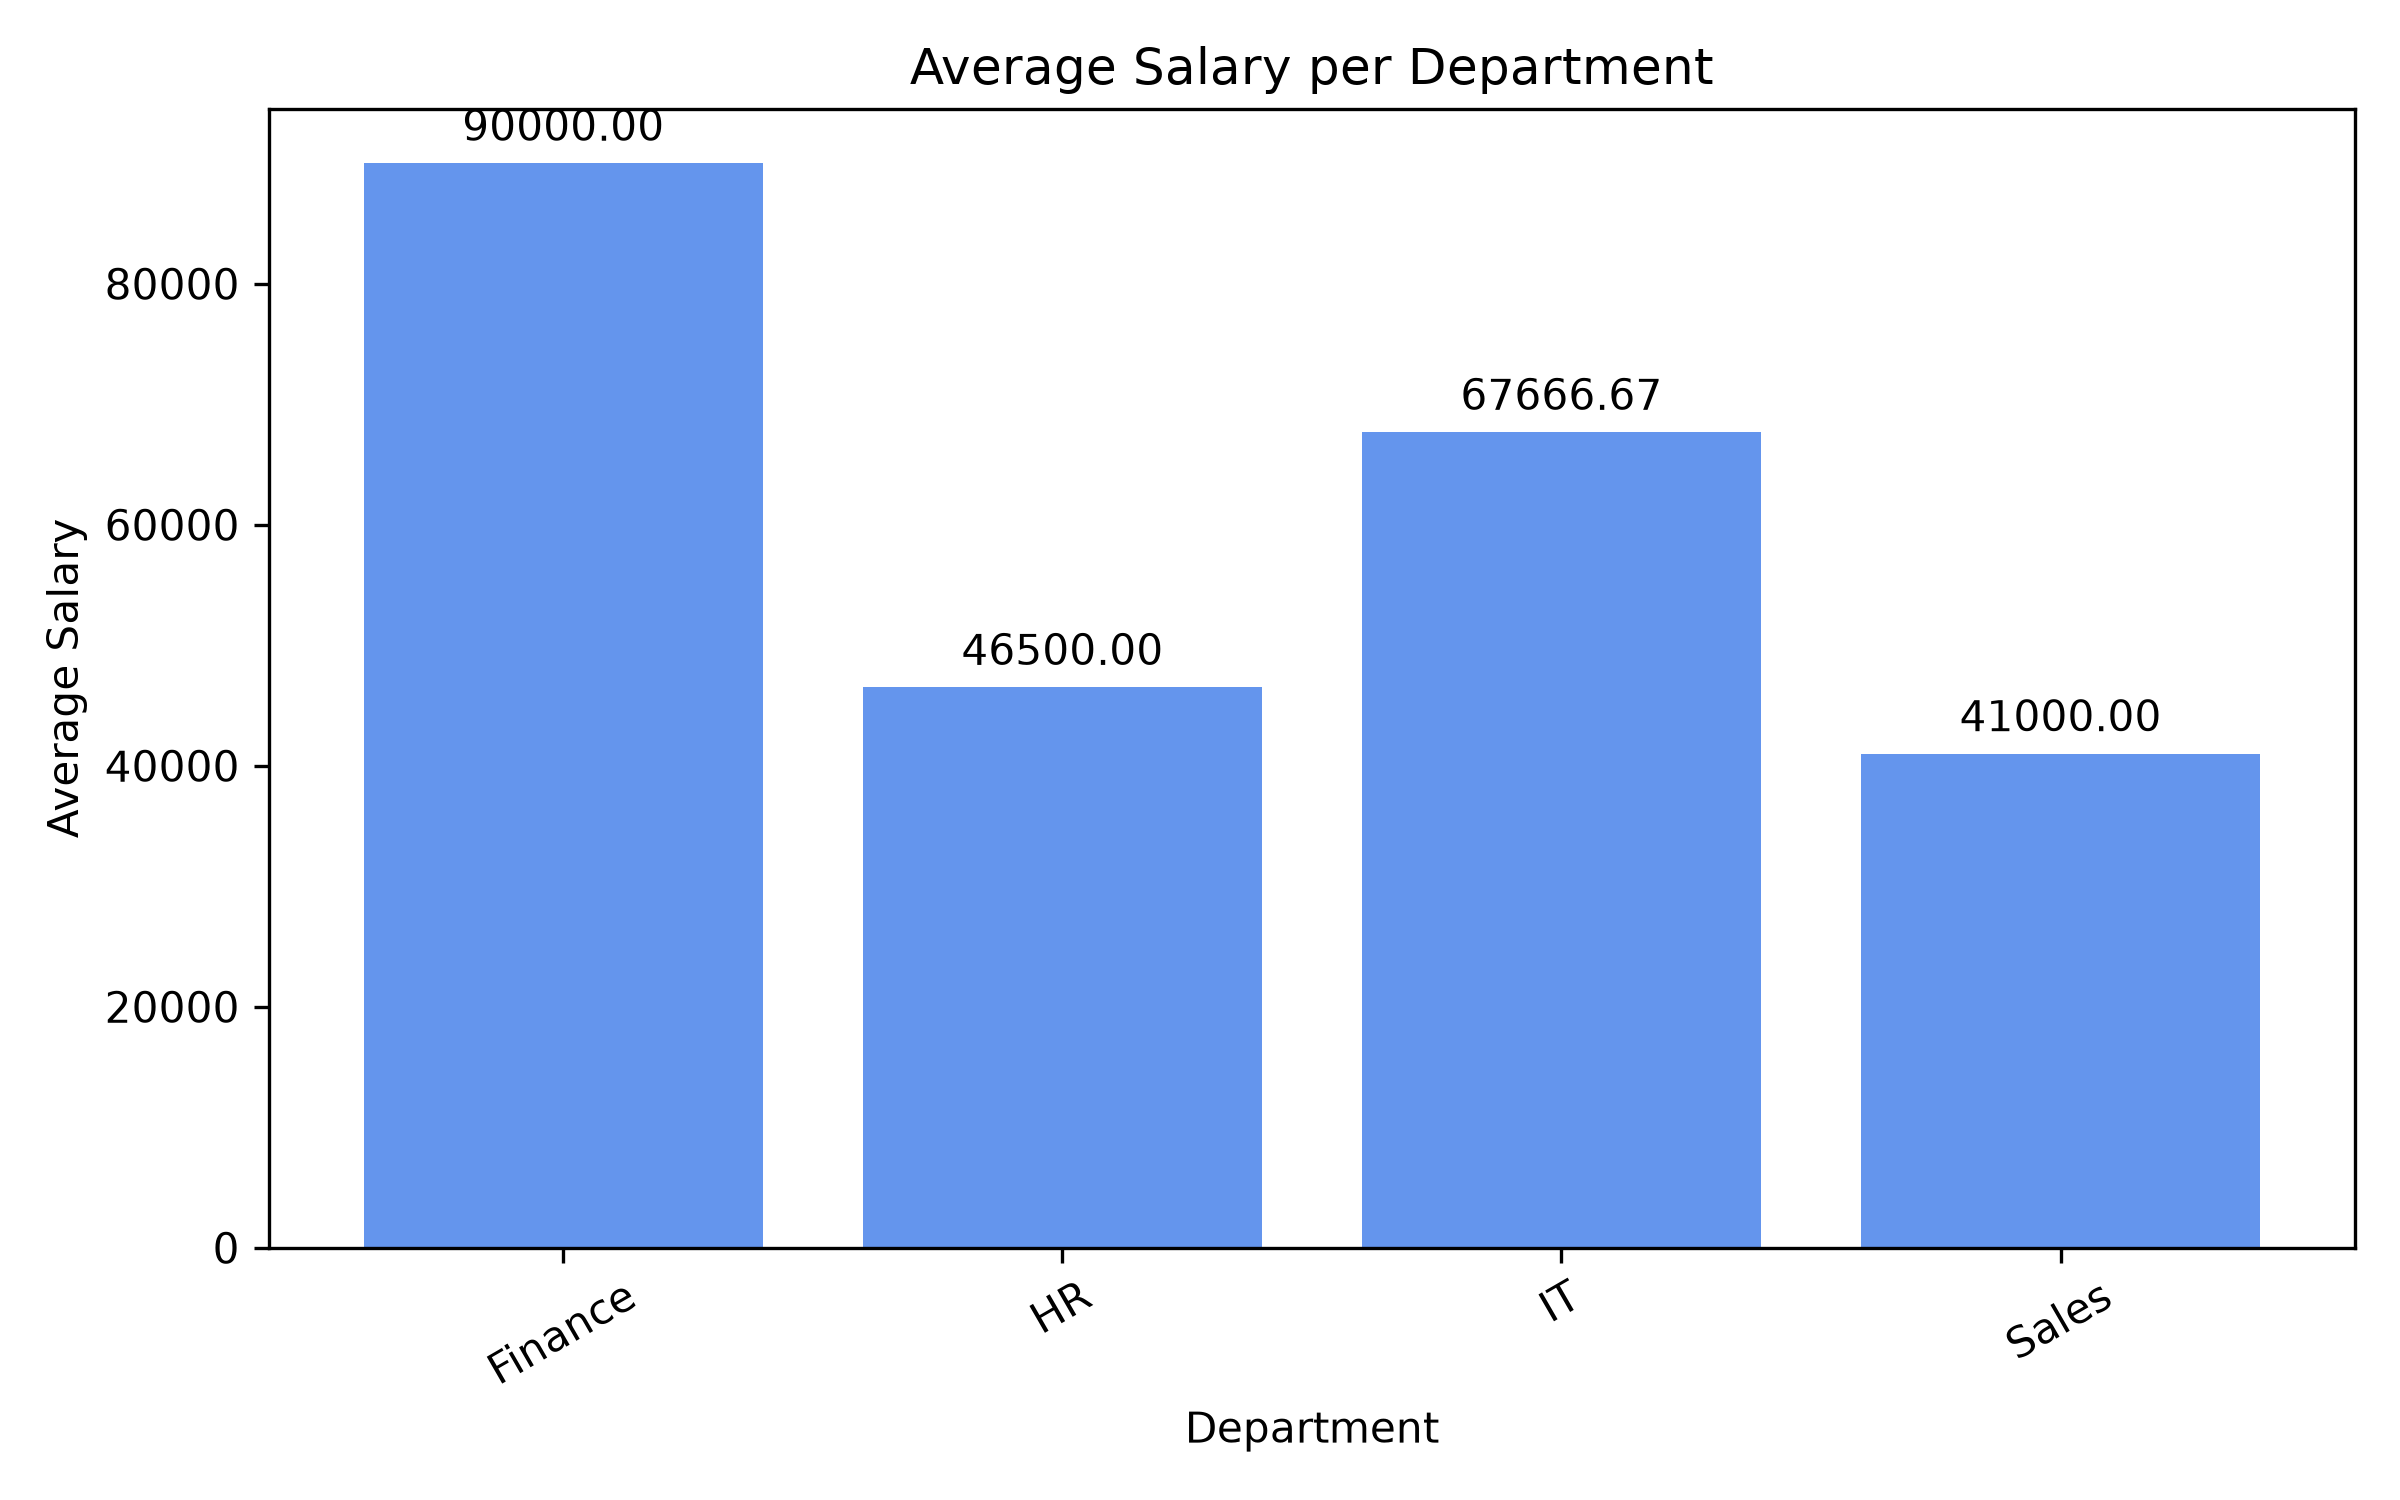 Average Salary per Department
90000.00
80000
67666.67
60000
46500.00
41000.00
40000
20000
0
Average Salary
Finance
HR
IT
Sales
Department